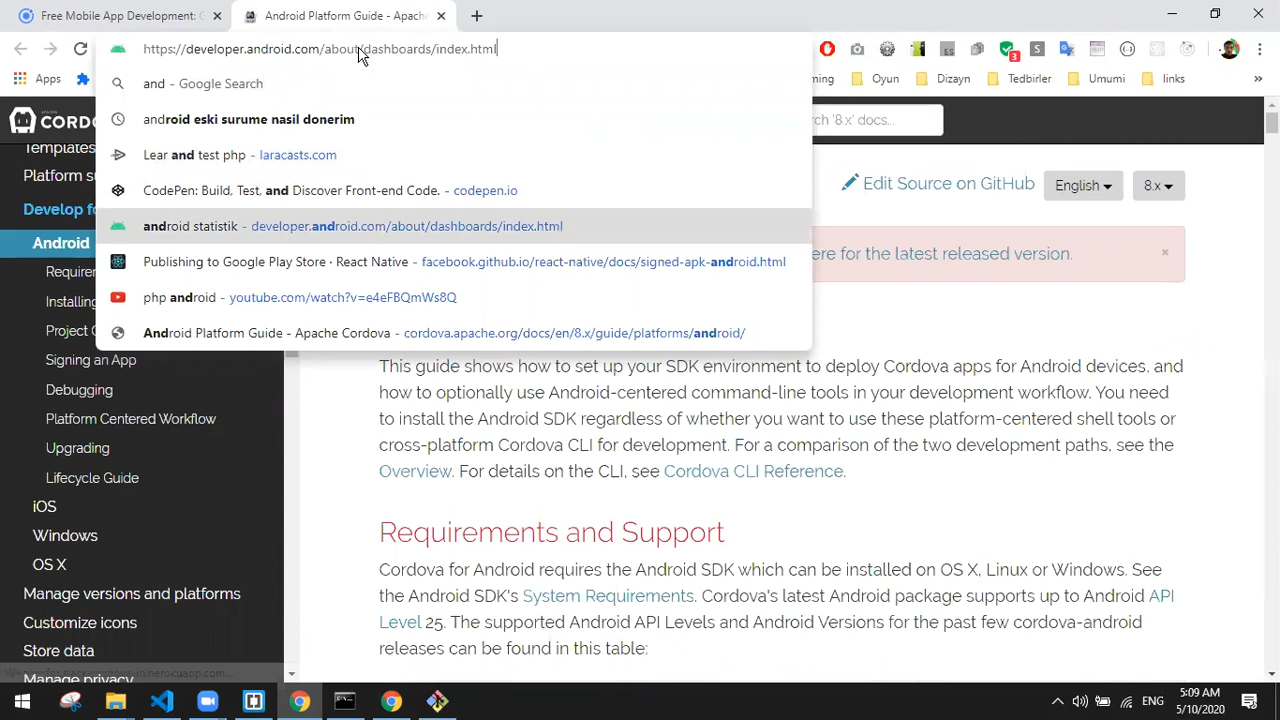 Free Mobile App Development: G
Android Platform Guide - Apache
https://developer.android.com/about/dashboards/index.html
3
Apps
ming
Oyun
Dizayn
Tedbirler
Umumi
links
and - Google Search
android eski surume nasil donerim
Lear and test php - laracasts.com
CodePen: Build, Test, and Discover Front-end Code. - codepen.io
android statistik - developer.android.com/about/dashboards/index.html
Publishing to Google Play Store · React Native - facebook.github.io/react-native/docs/signed-apk-android.html
php android - youtube.com/watch?v=e4eFBQmWs8Q
Android Platform Guide - Apache Cordova - cordova.apache.org/docs/en/8.x/guide/platforms/android/
CORDO
ch '8.x' docs...
Templates
Platform su
Develop fo
Android
Requirer
Installing
Project C
Signing an App
Debugging
Platform Centered Workflow
Upgrading
Lifecycle Guide
iOS
Windows
OS X
Manage versions and platforms
Customize icons
Store data
Manage privacy
Edit Source on GitHub
English
8.x
ere for the latest released version.
×
This guide shows how to set up your SDK environment to deploy Cordova apps for Android devices, and
how to optionally use Android-centered command-line tools in your development workflow. You need
to install the Android SDK regardless of whether you want to use these platform-centered shell tools or
cross-platform Cordova CLI for development. For a comparison of the two development paths, see the
Overview. For details on the CLI, see Cordova CLI Reference.
Requirements and Support
Cordova for Android requires the Android SDK which can be installed on OS X, Linux or Windows. See
the Android SDK's System Requirements. Cordova's latest Android package supports up to Android API
Level 25. The supported Android API Levels and Android Versions for the past few cordova-android
releases can be found in this table:
ENG
5:09 AM
5/10/2020